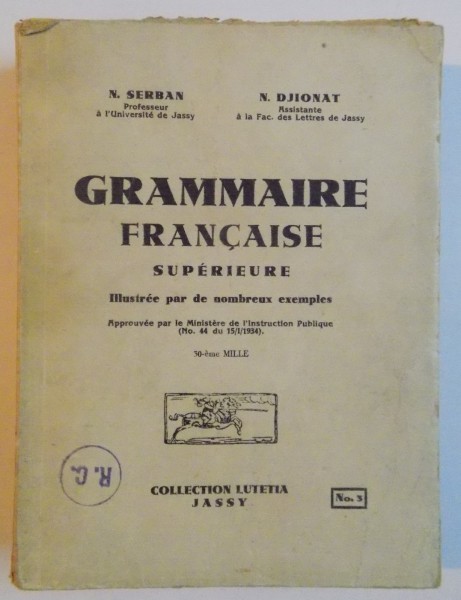 N. SERBAN
Professeur
à l'Université de Jassy
N. DJIONAT
Assistante
à la Fac. des Lettres de Jassy
GRAMMAIRE
FRANÇAISE
SUPÉRIEURE
Illustrée par de nombreux exemples
Approuvée par le Ministère de l'Instruction Publique
(No. 44 du 15/I/1934).
30-ème MILLE
R. G.
COLLECTION LUTETIA
JASSY
No. 3